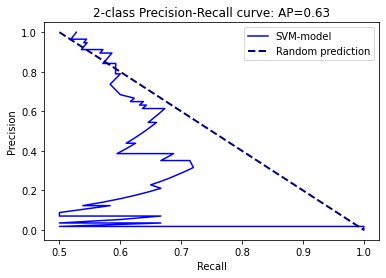 2-class Precision-Recall curve: AP=0.63
SVM-model
Random prediction
Precision
1.0
0.8
0.6
0.4
0.2
0.0
0.5
0.6
0.7
0.8
0.9
1.0
Recall